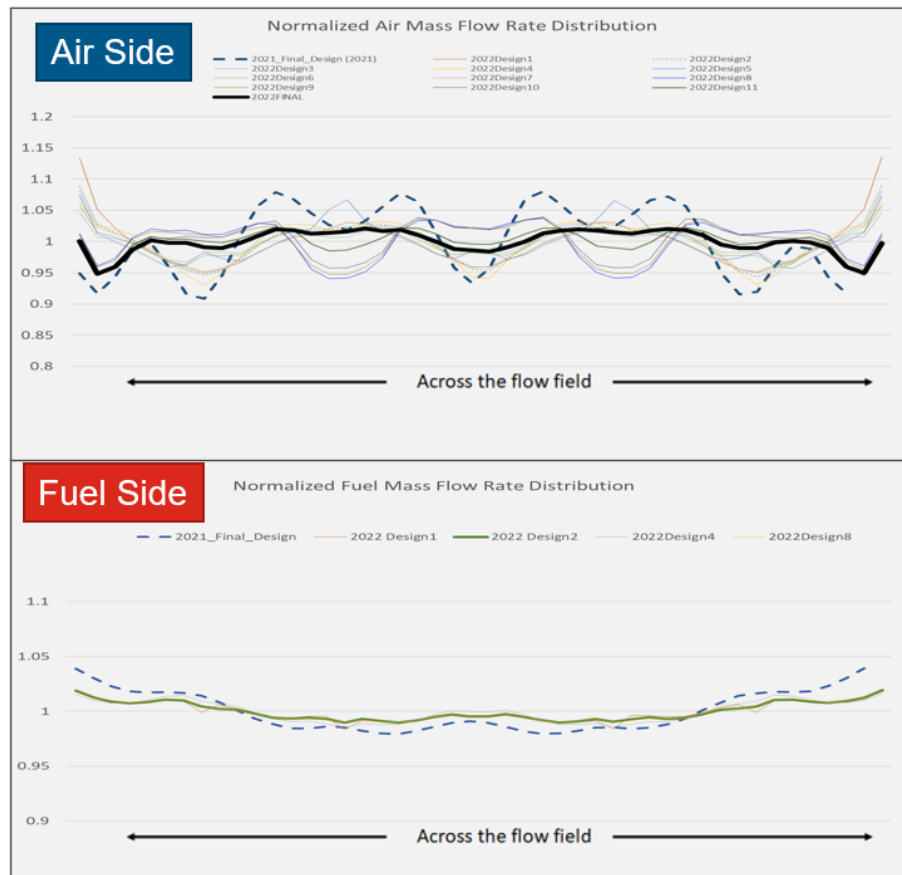 Air Side
Normalized Air Mass Flow Rate Distribution
2021_Final_Design (2021) 2022Design1 2022Design2
2022Design3 2022Design4 2022Design5
2022Design6 2022Design7 2022Design8
2022Design9 2022Design10 2022Design11
2022FINAL
1.2
1.15
1.1
1.05
1
0.95
0.9
0.85
0.8
Across the flow field
Fuel Side
Normalized Fuel Mass Flow Rate Distribution
2021_Final_Design 2022 Design1 2022 Design2 2022Design4 2022Design8
1.1
1.05
1
0.95
0.9
Across the flow field